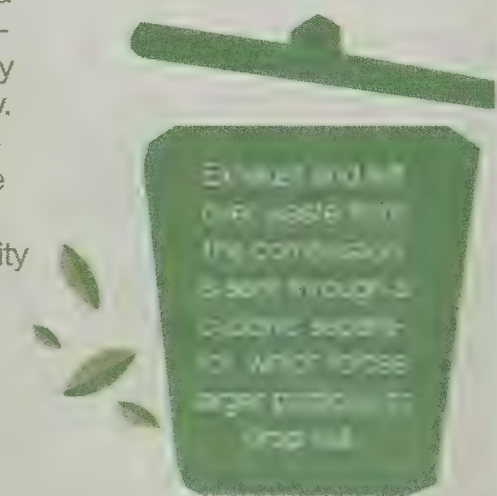 y
y.
e
ity
Exhaust and left
over waste from
the combustion
is sent through a
cyclonic separa-
tor, which forces
larger particles to
drop out.